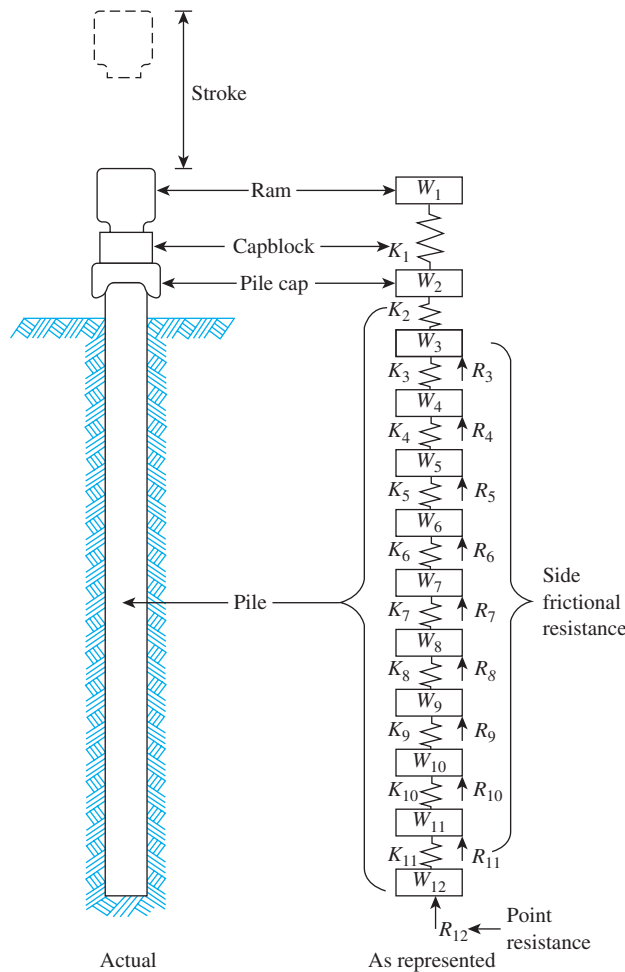 Stroke
Ram
W₁
Capblock
K₁
Pile cap
W₂
K₂
W₃
K₃
R₃
W₄
K₄
R₄
W₅
K₅
R₅
W₆
K₆
R₆
W₇
K₇
R₇
W₈
K₈
R₈
W₉
K₉
R₉
W₁₀
K₁₀
R₁₀
W₁₁
K₁₁
R₁₁
W₁₂
R₁₂
Pile
Side
frictional
resistance
Point
resistance
Actual
As represented